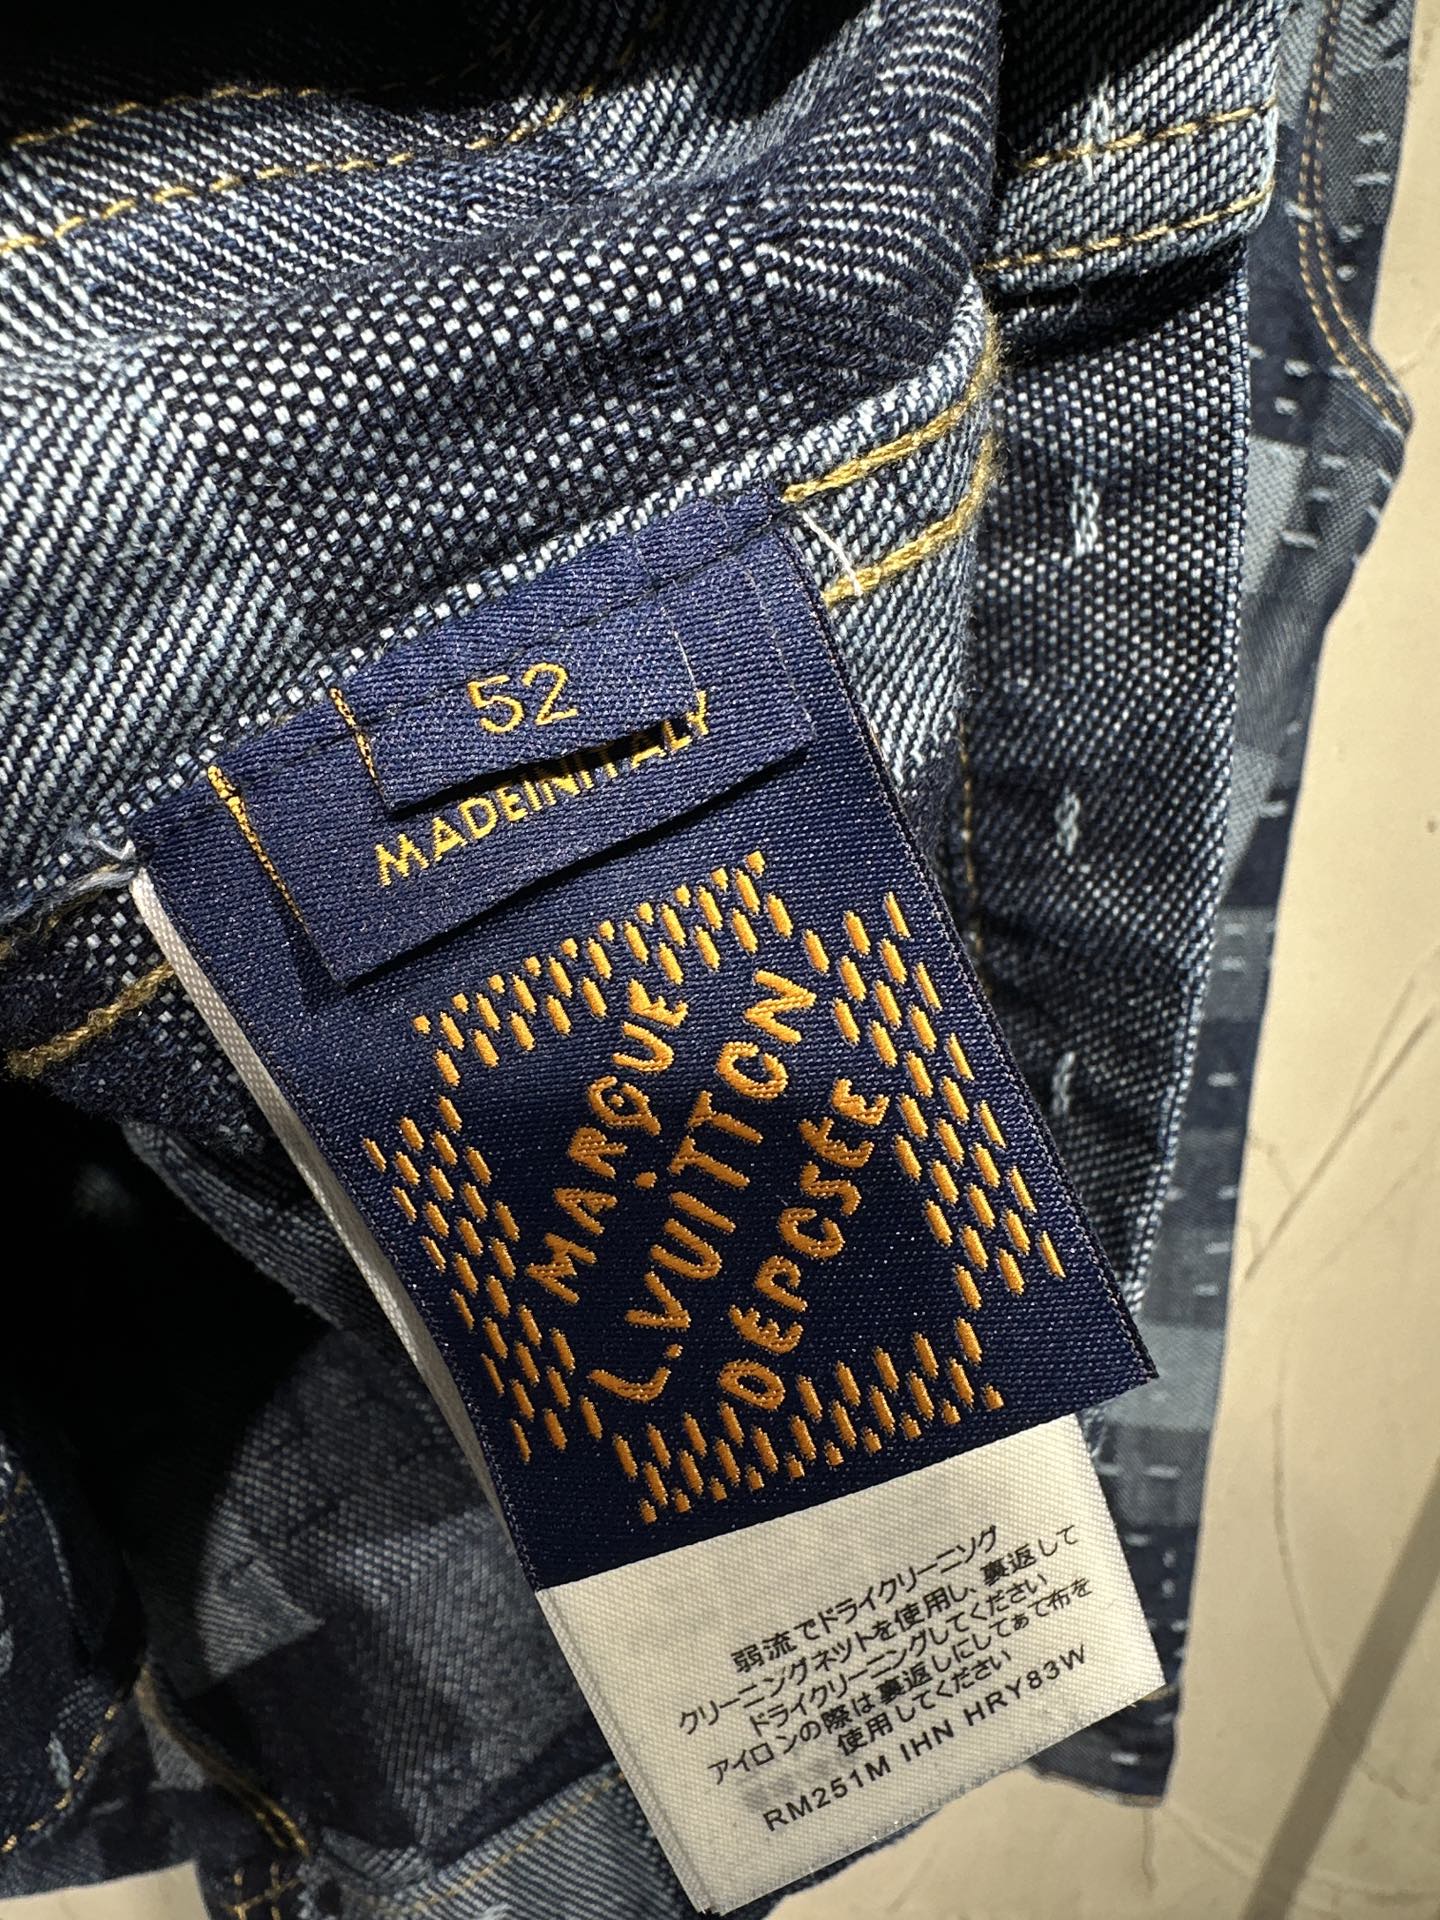 52
MADEINITALY
MARQUE
L.VUITTON
DEPCSEE
弱流でドライクリーニング
クリーニングネットを使用し、裏返して
ドライクリーニングしてください
アイロンの際は裏返しにしてあて布を
使用してください
RM251M IHN HRY83W